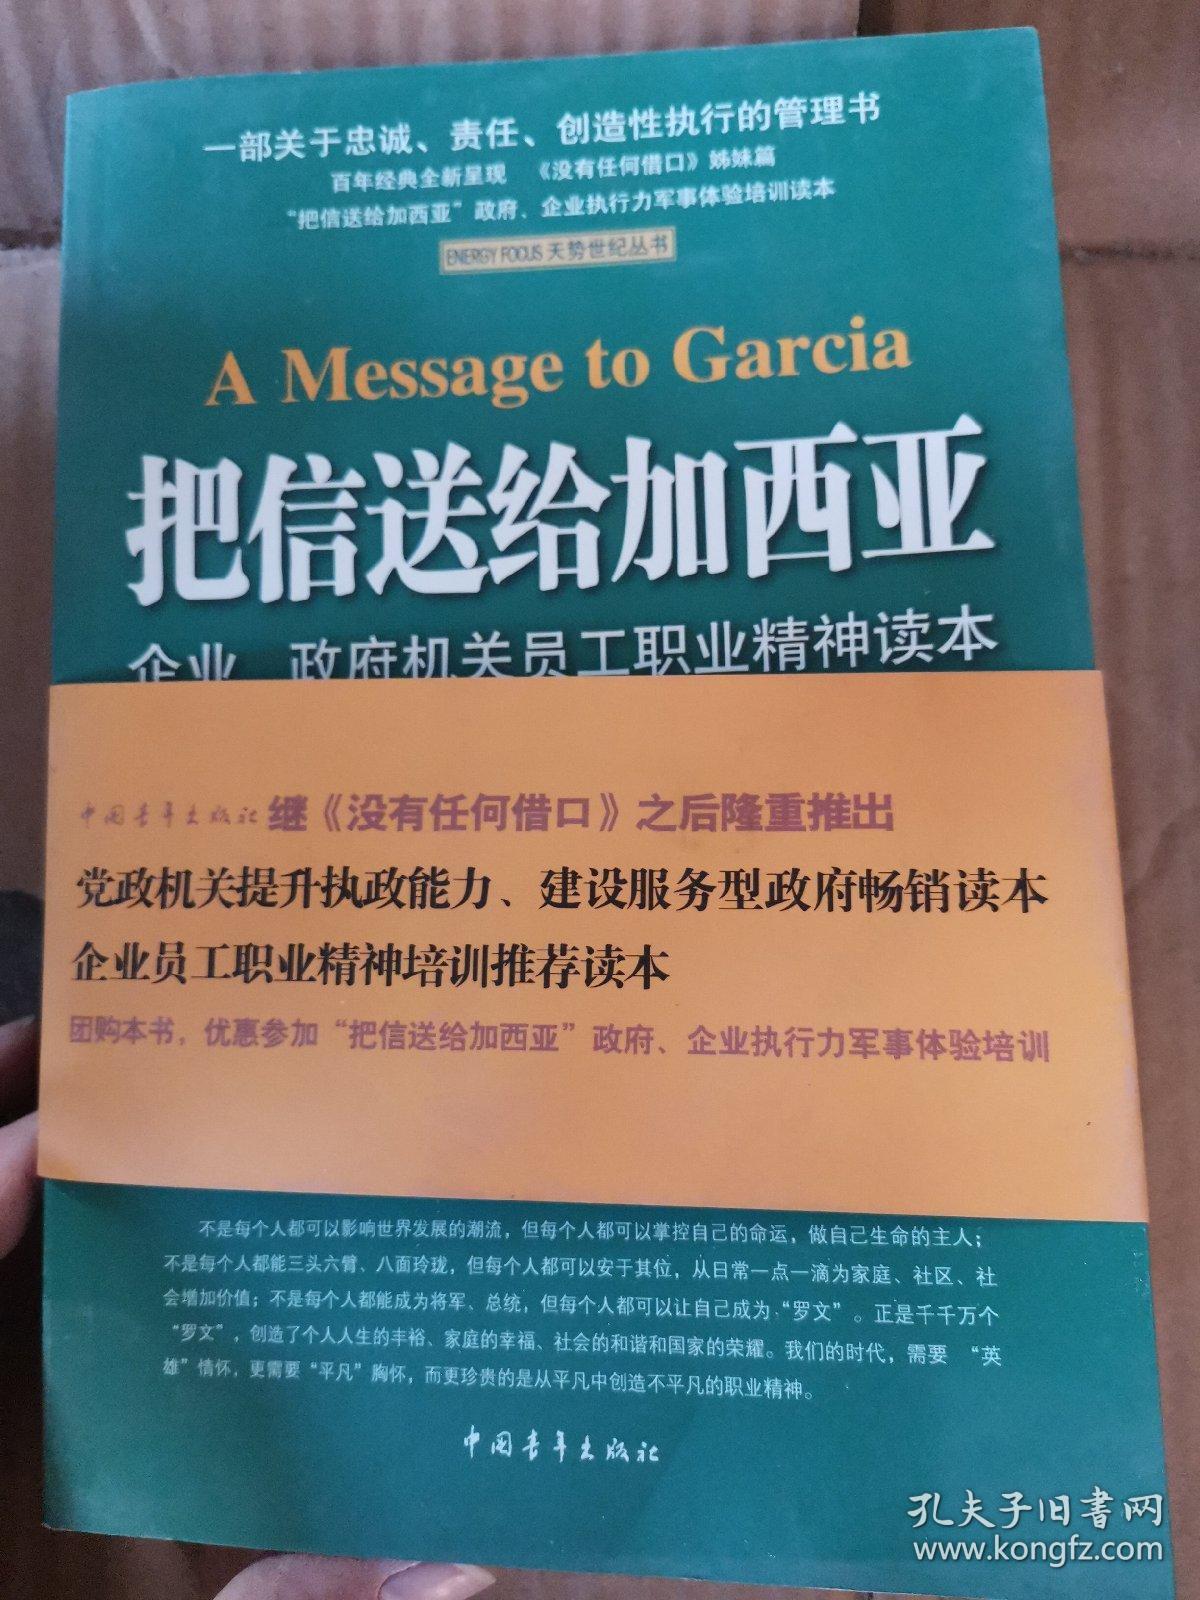 一部关于忠诚、责任、创造性执行的管理书
百年经典全新呈现 《没有任何借口》姊妹篇
“把信送给加西亚”政府、企业执行力军事体验培训读本
ENERGY FOCUS 天势世纪丛书
A Message to Garcia
把信送给加西亚
企业、政府机关员工职业精神读本
中国青年出版社 继《没有任何借口》之后隆重推出
党政机关提升执政能力、建设服务型政府畅销读本
企业员工职业精神培训推荐读本
团购本书，优惠参加“把信送给加西亚”政府、企业执行力军事体验培训
不是每个人都可以影响世界发展的潮流，但每个人都可以掌控自己的命运，做自己生命的主人；
不是每个人都能三头六臂、八面玲珑，但每个人都可以安于其位，从日常一点一滴为家庭、社区、社
会增加价值；不是每个人都能成为将军、总统，但每个人都可以让自己成为“罗文”。正是千千万个
“罗文”，创造了个人人生的丰裕、家庭的幸福、社会的和谐和国家的荣耀。我们的时代，需要 “英
雄”情怀，更需要“平凡”胸怀，而更珍贵的是从平凡中创造不平凡的职业精神。
中国青年出版社
孔夫子旧书网
www.kongfz.com